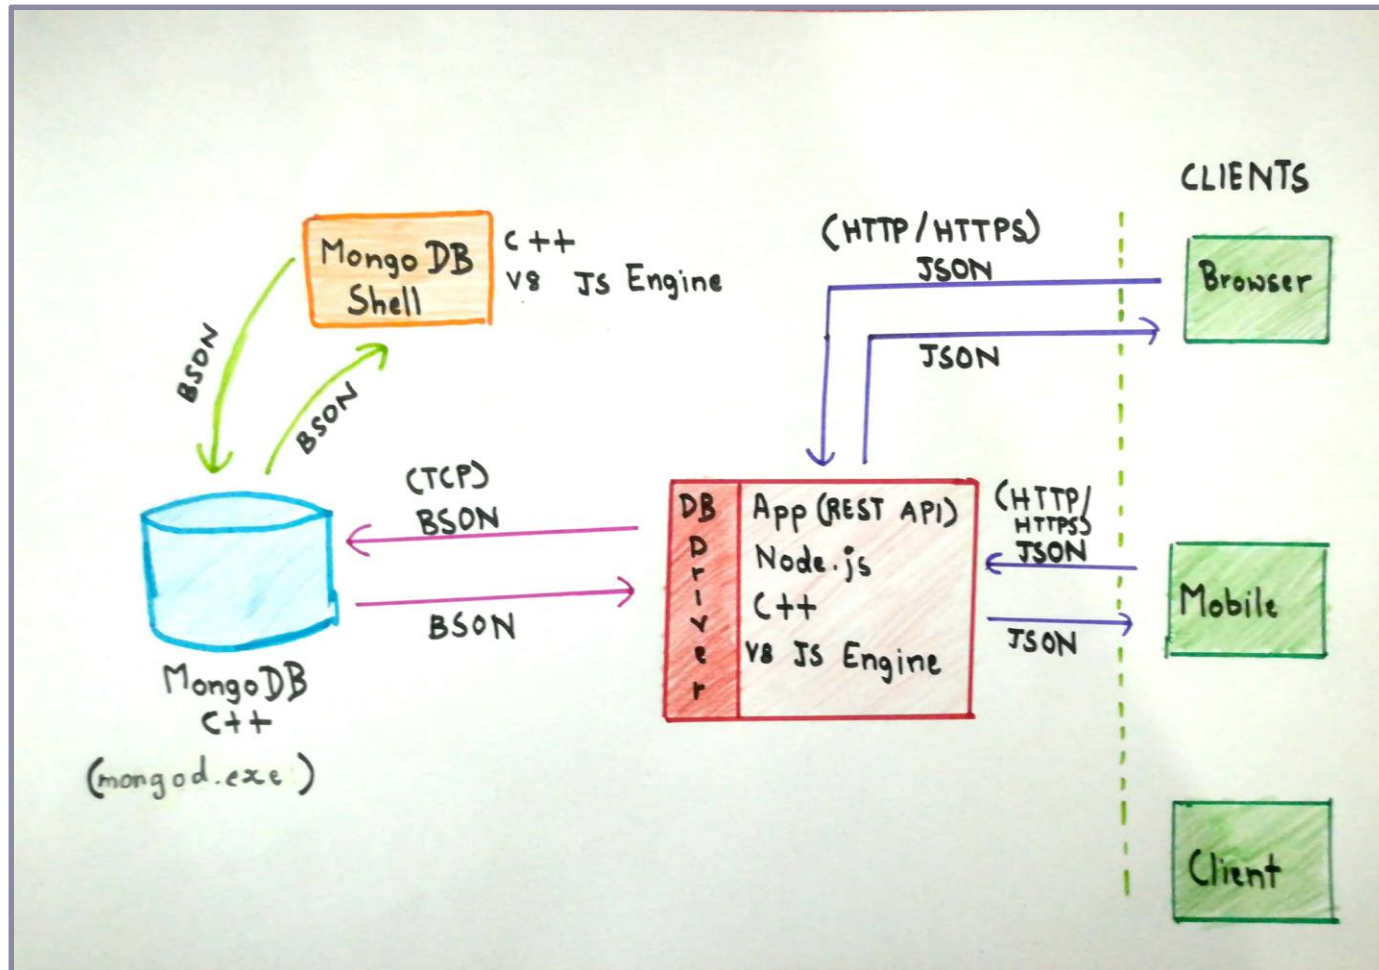 CLIENTS
Mongo DB
Shell
C++
V8 JS Engine
(HTTP/HTTPS)
JSON
JSON
Browser
BSON
BSON
(TCP)
BSON
BSON
DB
Driver
App (REST API)
Node.js
C++
V8 JS Engine
(HTTP/
HTTPS)
JSON
JSON
Mobile
MongoDB
C++
(mongod.exe)
Client